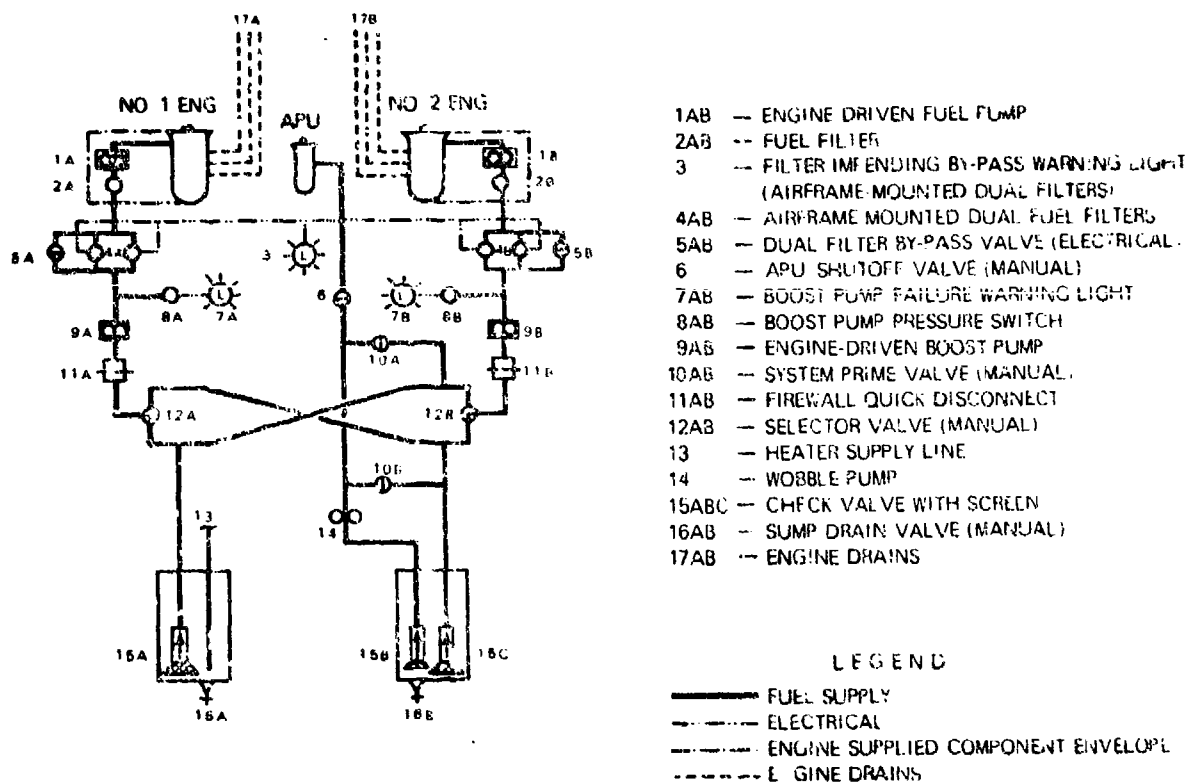 17A 17B
NO 1 ENG
APU
NO 2 ENG
1A
1B
2A
2B
5A
4A
3
L
5B
6
8A
L
7A
L
7B
8B
9A
9B
10A
11A
11B
12A
12B
10B
13
14
15A
15B
15C
16A
16B
1AB — ENGINE DRIVEN FUEL PUMP
2AB -- FUEL FILTER
3 — FILTER IMPENDING BY-PASS WARNING LIGHT
(AIRFRAME-MOUNTED DUAL FILTERS)
4AB — AIRFRAME MOUNTED DUAL FUEL FILTERS
5AB — DUAL FILTER BY-PASS VALVE (ELECTRICAL)
6 — APU SHUTOFF VALVE (MANUAL)
7AB — BOOST PUMP FAILURE WARNING LIGHT
8AB — BOOST PUMP PRESSURE SWITCH
9AB — ENGINE-DRIVEN BOOST PUMP
10AB — SYSTEM PRIME VALVE (MANUAL)
11AB — FIREWALL QUICK DISCONNECT
12AB — SELECTOR VALVE (MANUAL)
13 — HEATER SUPPLY LINE
14 — WOBBLE PUMP
15ABC — CHECK VALVE WITH SCREEN
16AB — SUMP DRAIN VALVE (MANUAL)
17AB — ENGINE DRAINS
LEGEND
FUEL SUPPLY
ELECTRICAL
ENGINE SUPPLIED COMPONENT ENVELOPE
E GINE DRAINS